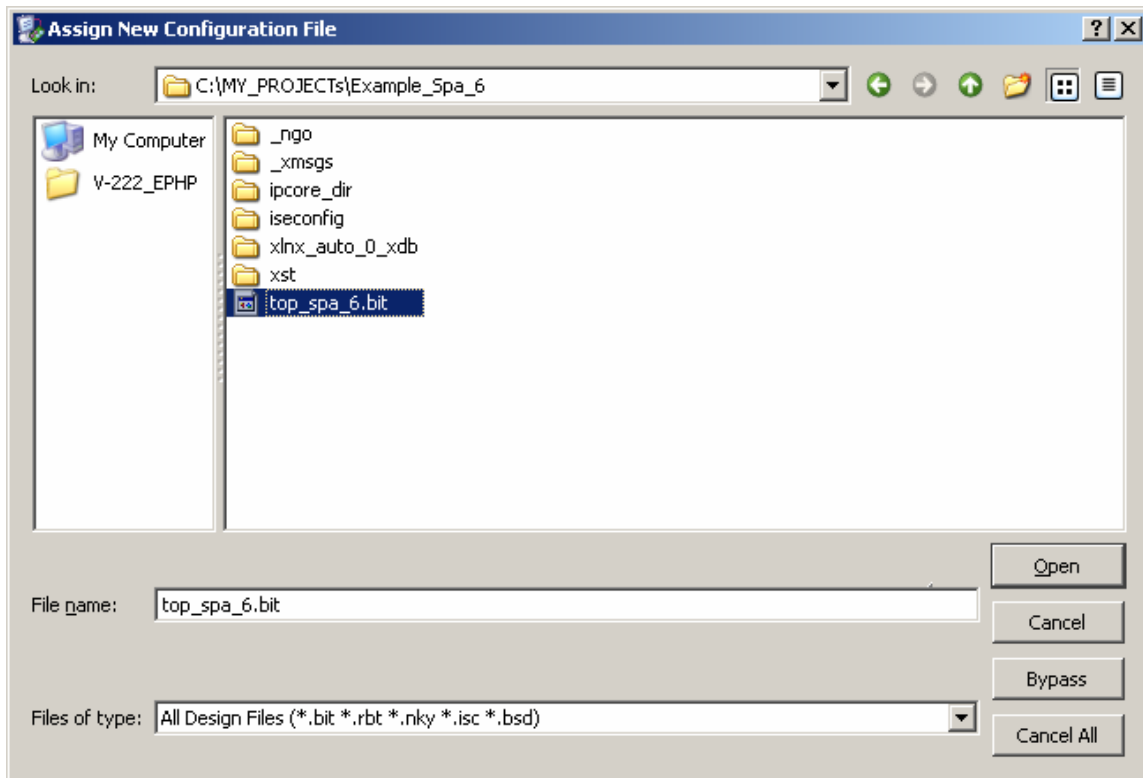 Assign New Configuration File
Look in:
C:\MY_PROJECTs\Example_Spa_6
My Computer
V-222_EPHP
_ngo
_xmsgs
ipcore_dir
iseconfig
xlnx_auto_0_xdb
xst
top_spa_6.bit
Open
File name:
top_spa_6.bit
Cancel
Bypass
Files of type:
All Design Files (*.bit *.rbt *.nky *.isc *.bsd)
Cancel All